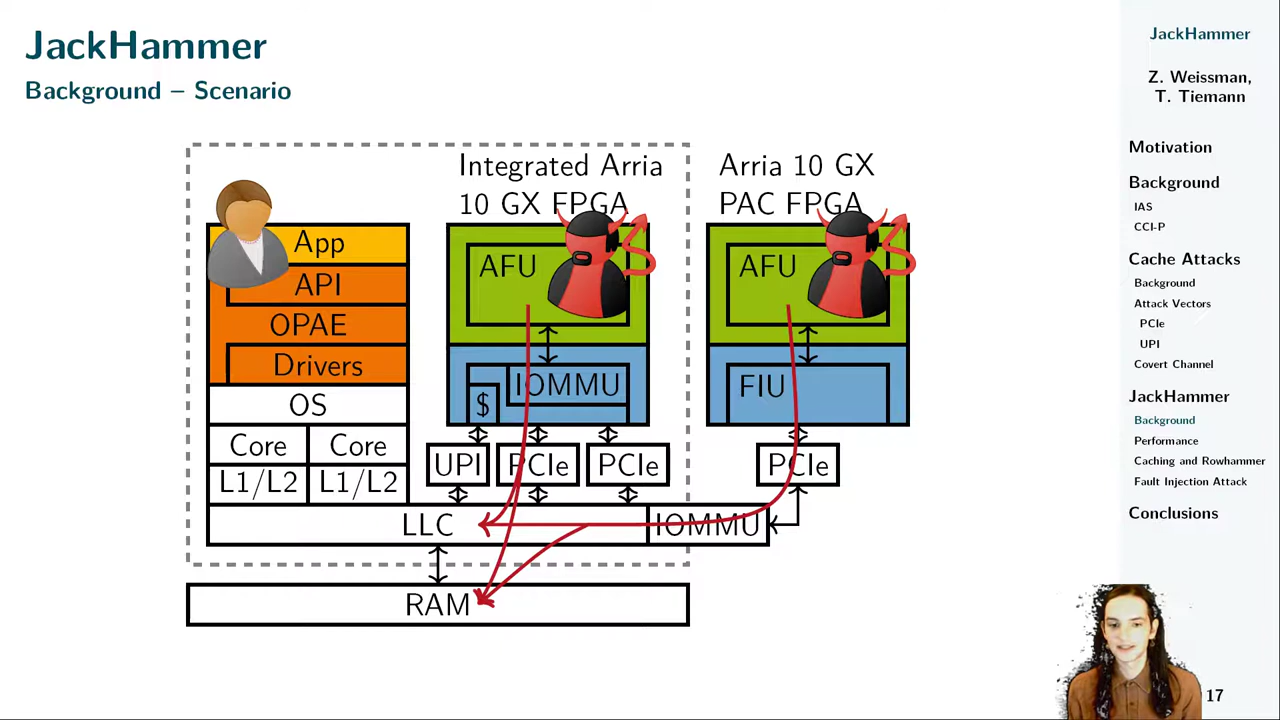 JackHammer
Background – Scenario
Integrated Arria
10 GX FPGA
Arria 10 GX
PAC FPGA
App
API
OPAE
Drivers
OS
Core
Core
L1/L2
L1/L2
AFU
IOMMU
$
UPI
PCIe
PCIe
AFU
FIU
PCIe
LLC
IOMMU
RAM
JackHammer
Z. Weissman,
T. Tiemann
Motivation
Background
IAS
CCI-P
Cache Attacks
Background
Attack Vectors
PCIe
UPI
Covert Channel
JackHammer
Background
Performance
Caching and Rowhammer
Fault Injection Attack
Conclusions
17